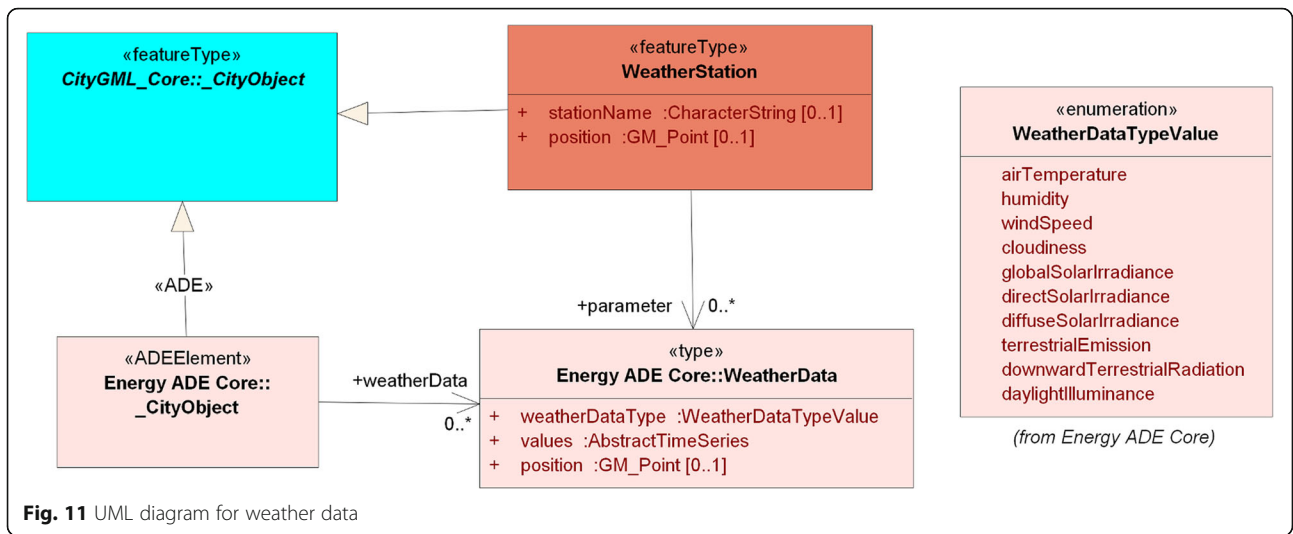 «featureType»
CityGML_Core::_CityObject
«featureType»
WeatherStation
+ stationName :CharacterString [0..1]
+ position :GM_Point [0..1]
«enumeration»
WeatherDataTypeValue
airTemperature
humidity
windSpeed
cloudiness
globalSolarIrradiance
directSolarIrradiance
diffuseSolarIrradiance
terrestrialEmission
downwardTerrestrialRadiation
daylightIlluminance
(from Energy ADE Core)
«ADE»
+parameter 0..*
«ADEElement»
Energy ADE Core::
_CityObject
+weatherData
0..*
«type»
Energy ADE Core::WeatherData
+ weatherDataType :WeatherDataTypeValue
+ values :AbstractTimeSeries
+ position :GM_Point [0..1]
Fig. 11 UML diagram for weather data